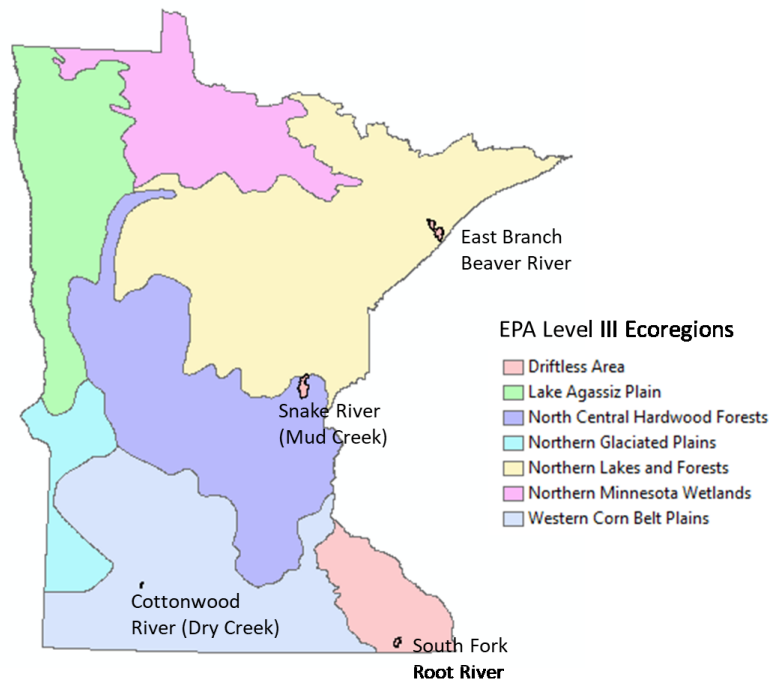 East Branch
Beaver River
EPA Level III Ecoregions
Driftless Area
Lake Agassiz Plain
North Central Hardwood Forests
Northern Glaciated Plains
Northern Lakes and Forests
Northern Minnesota Wetlands
Western Corn Belt Plains
Snake River
(Mud Creek)
Cottonwood
River (Dry Creek)
South Fork
Root River